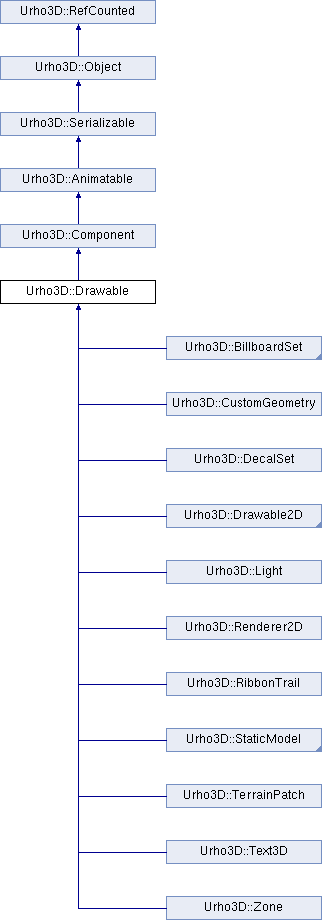 Urho3D::RefCounted
Urho3D::Object
Urho3D::Serializable
Urho3D::Animatable
Urho3D::Component
Urho3D::Drawable
Urho3D::BillboardSet
Urho3D::CustomGeometry
Urho3D::DecalSet
Urho3D::Drawable2D
Urho3D::Light
Urho3D::Renderer2D
Urho3D::RibbonTrail
Urho3D::StaticModel
Urho3D::TerrainPatch
Urho3D::Text3D
Urho3D::Zone